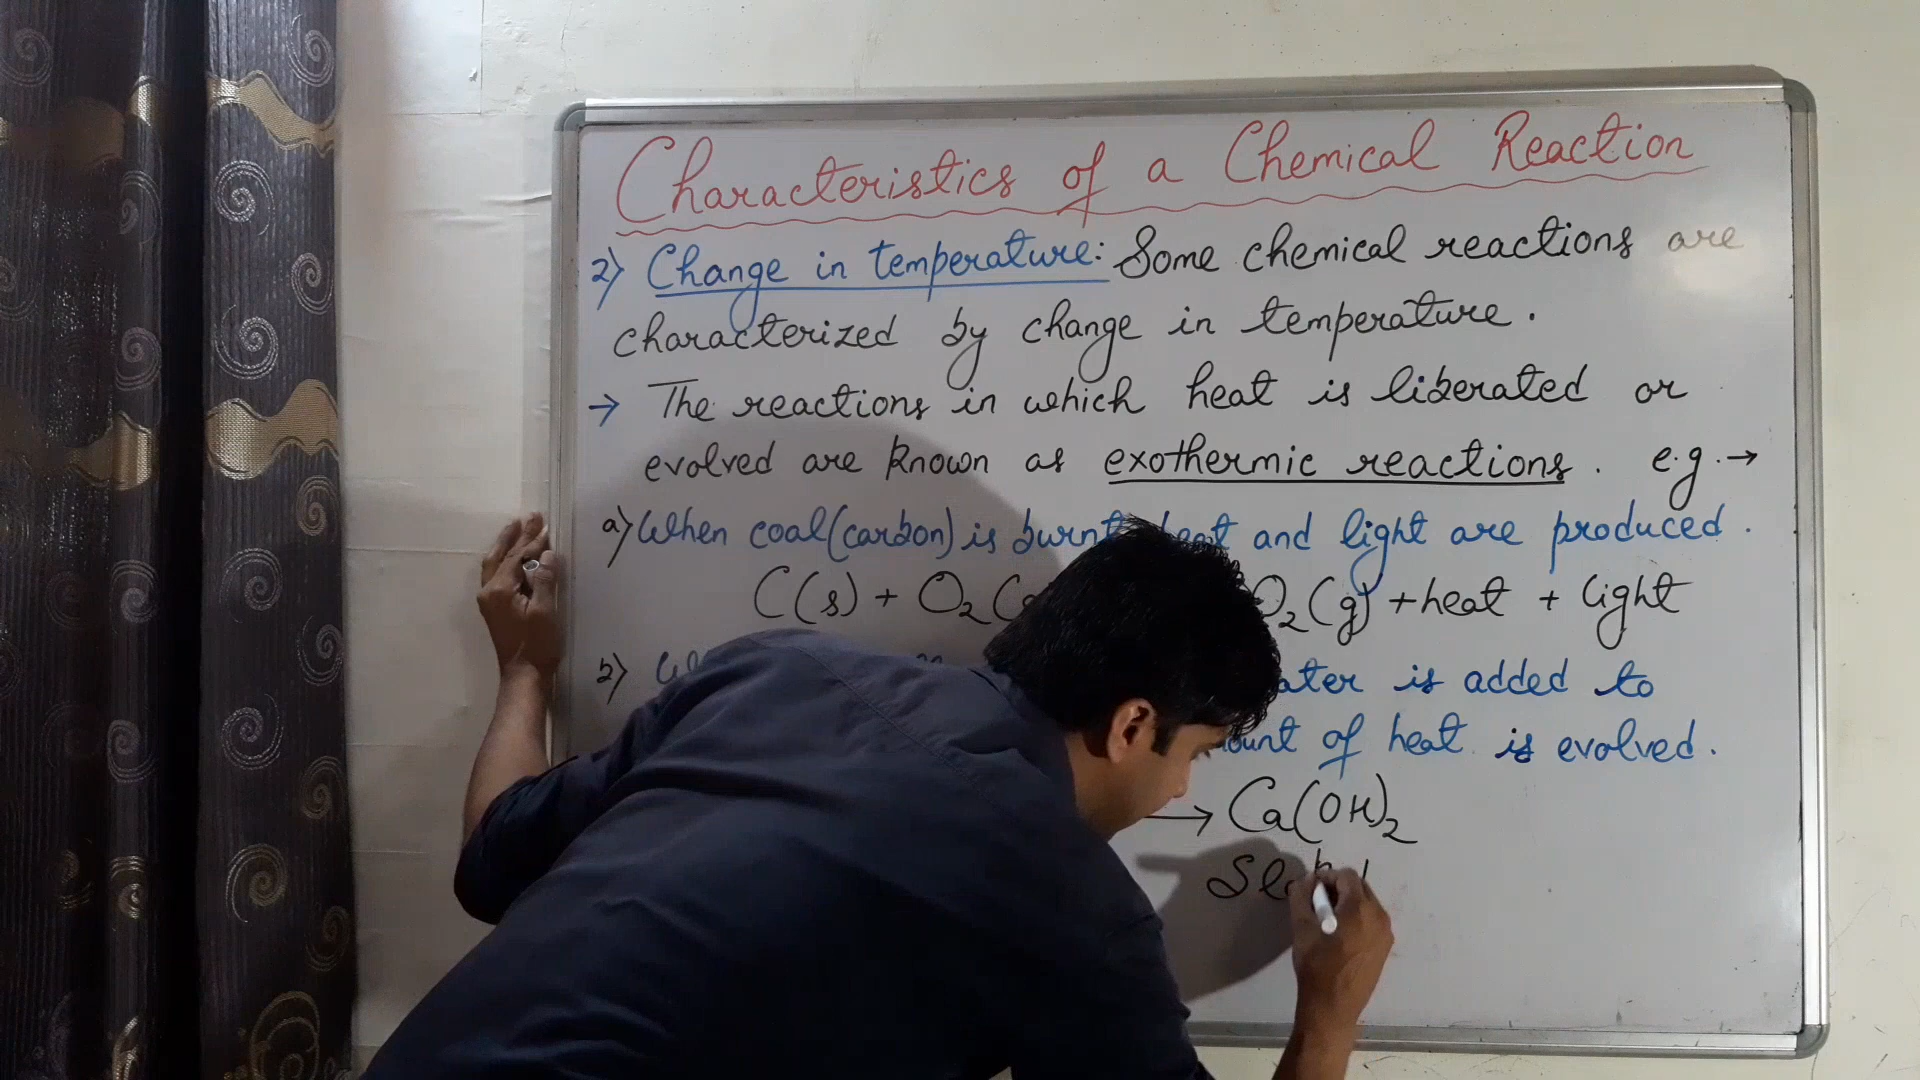 Characteristics of a Chemical Reaction
2) Change in temperature: Some chemical reactions are
characterized by change in temperature.
→ The reactions in which heat is liberated or
evolved are known as exothermic reactions. e.g. →
a) When coal(carbon) is burnt heat and light are produced.
C(s) + O₂ O₂(g) + heat + light
b) is added to
of heat is evolved.
→ Ca(OH)₂